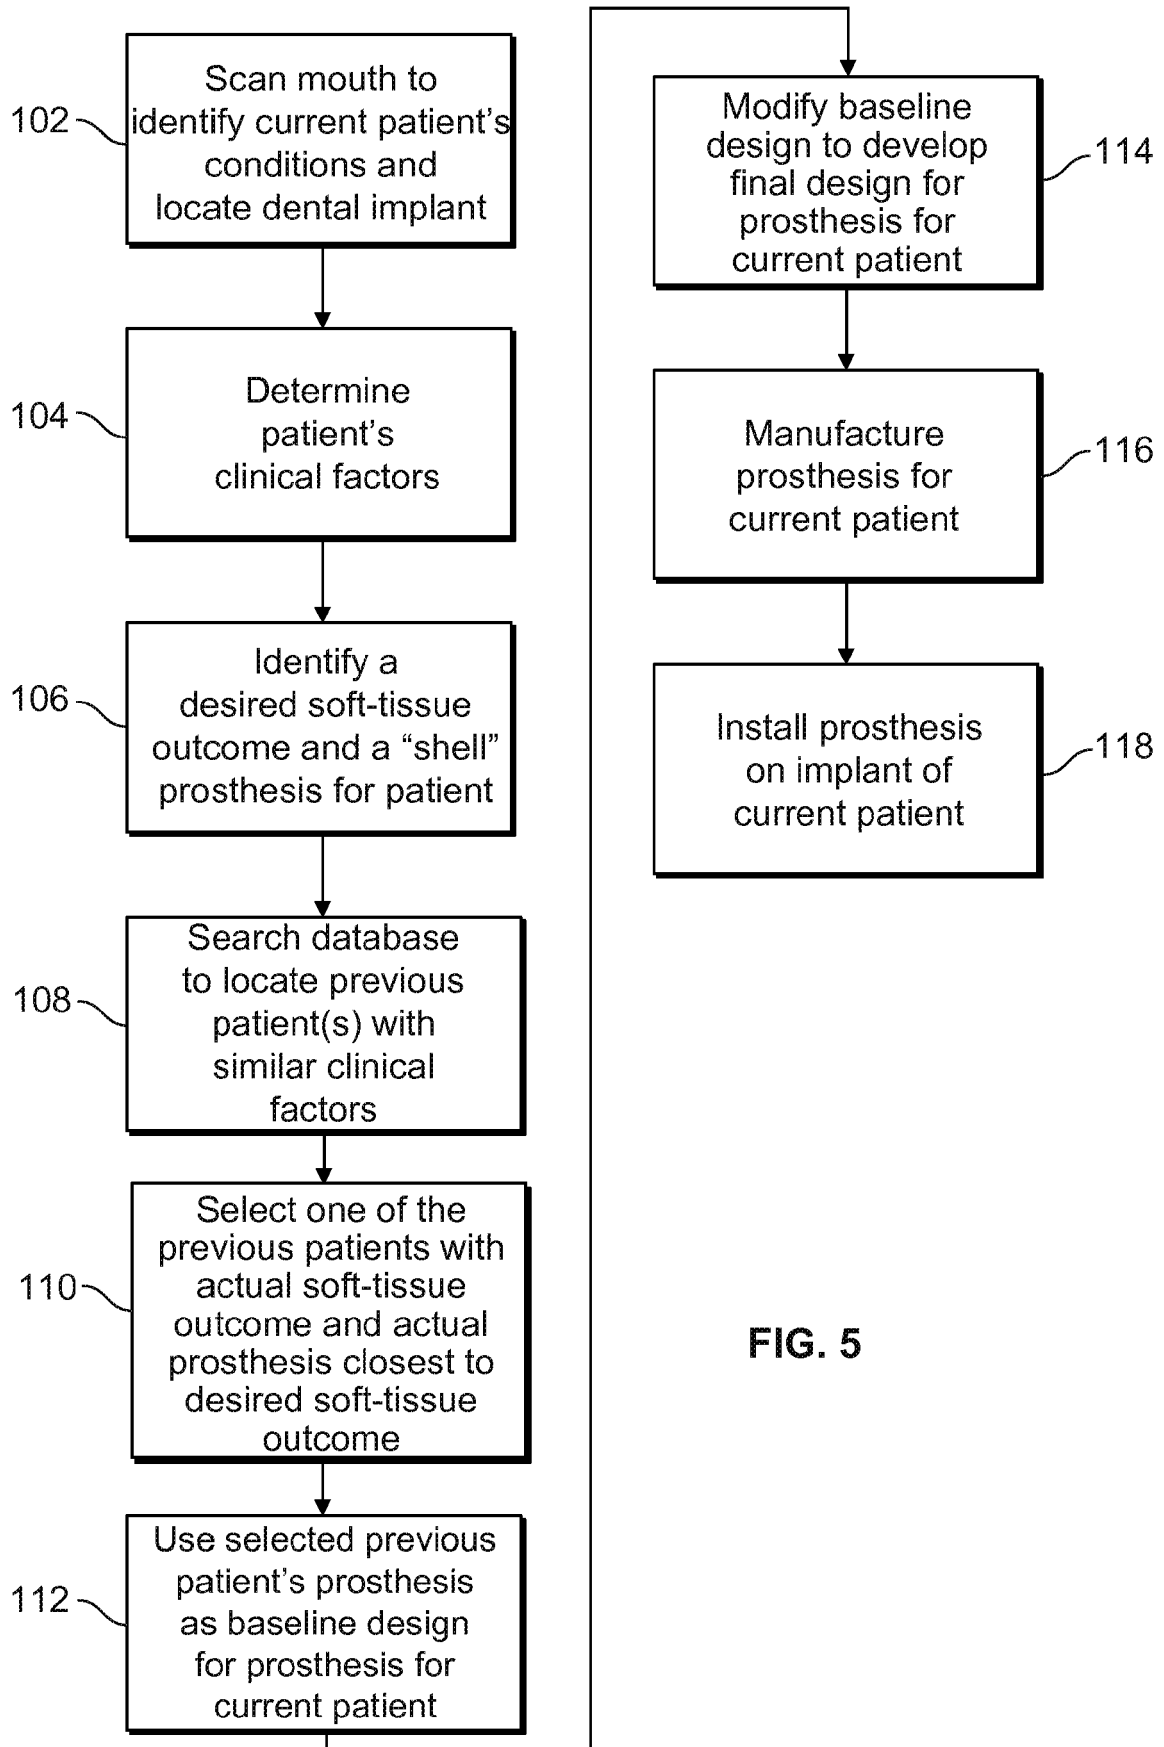 102
Scan mouth to
identify current patient's
conditions and
locate dental implant
104
Determine
patient's
clinical factors
106
Identify a
desired soft-tissue
outcome and a “shell”
prosthesis for patient
108
Search database
to locate previous
patient(s) with
similar clinical
factors
110
Select one of the
previous patients with
actual soft-tissue
outcome and actual
prosthesis closest to
desired soft-tissue
outcome
112
Use selected previous
patient's prosthesis
as baseline design
for prosthesis for
current patient
Modify baseline
design to develop
final design for
prosthesis for
current patient
114
Manufacture
prosthesis for
current patient
116
Install prosthesis
on implant of
current patient
118
FIG. 5